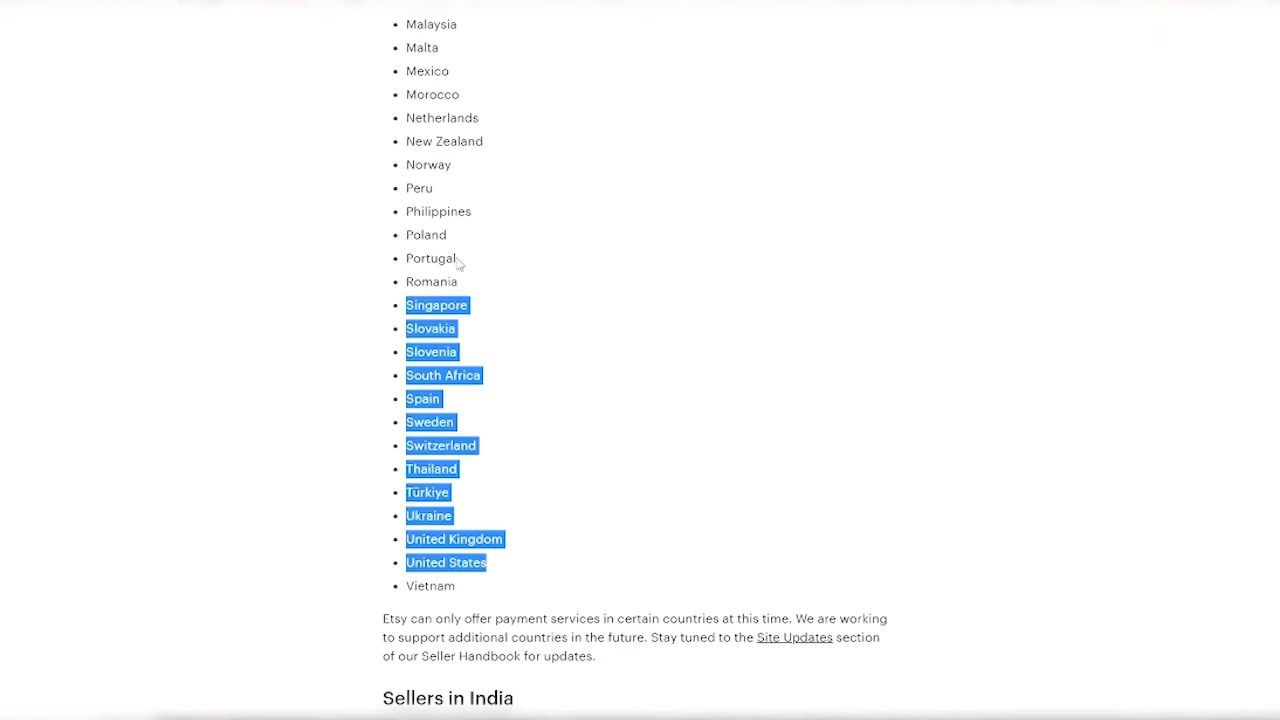 Malaysia
Malta
Mexico
Morocco
Netherlands
New Zealand
Norway
Peru
Philippines
Poland
Portugal
Romania
Singapore
Slovakia
Slovenia
South Africa
Spain
Sweden
Switzerland
Thailand
Türkiye
Ukraine
United Kingdom
United States
Vietnam
Etsy can only offer payment services in certain countries at this time. We are working
to support additional countries in the future. Stay tuned to the Site Updates section
of our Seller Handbook for updates.
Sellers in India